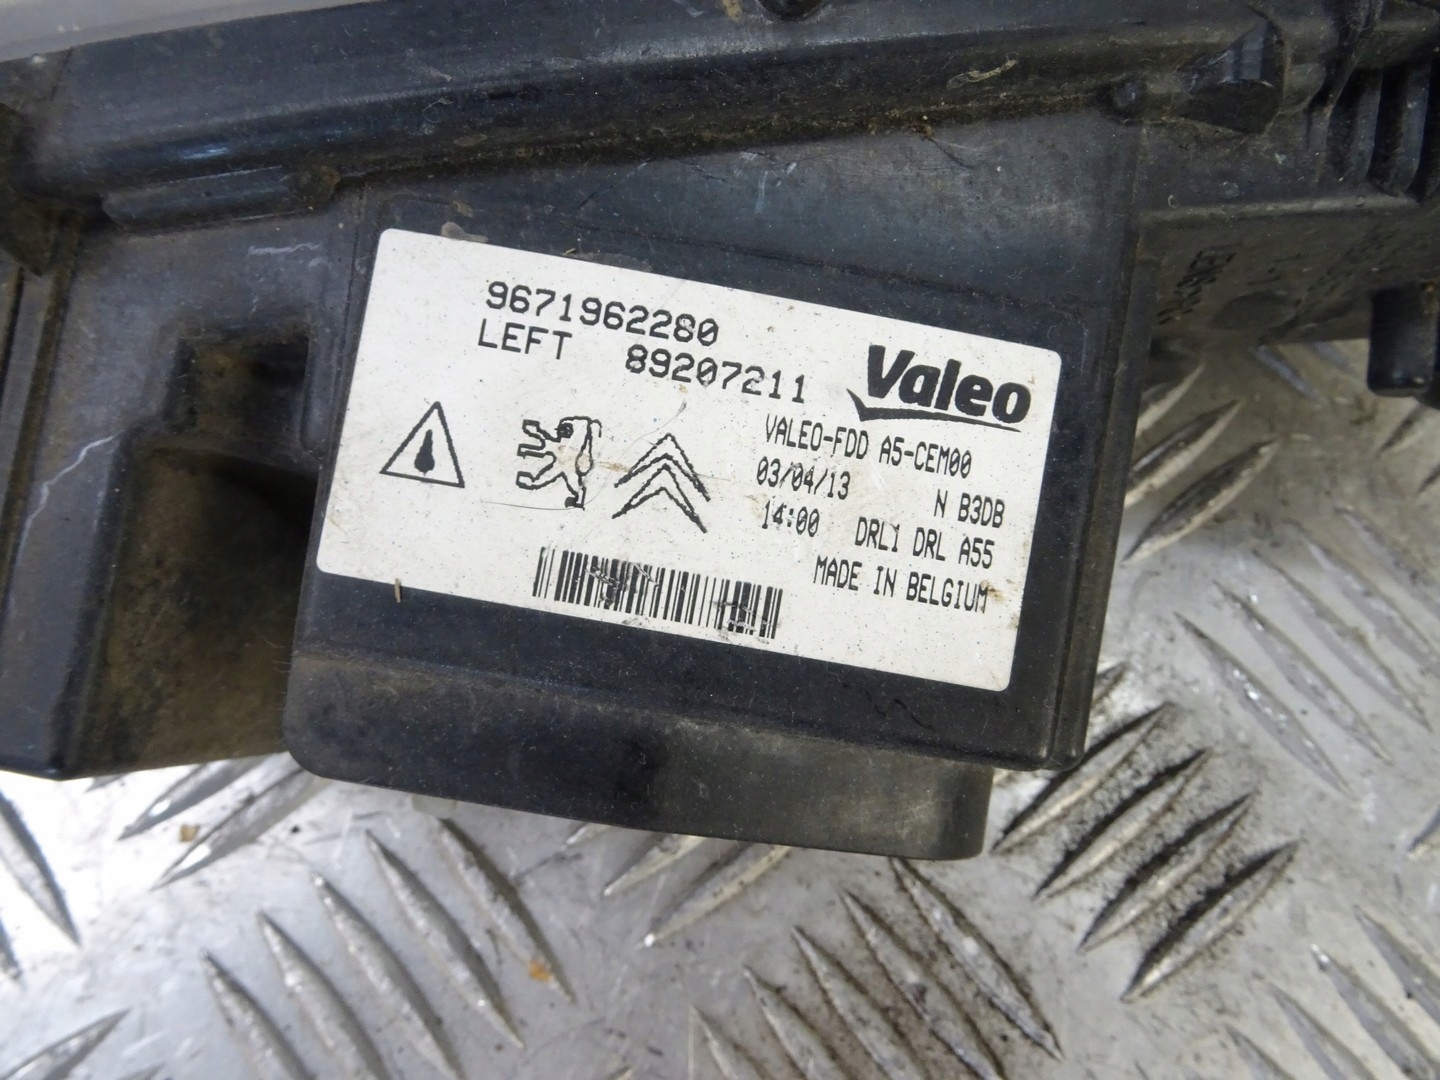 9671962280
LEFT 89207211
Valeo
VALEO-FDD A5-CEM00
03/04/13 N B3DB
14:00 DRL1 DRL A55
MADE IN BELGIUM